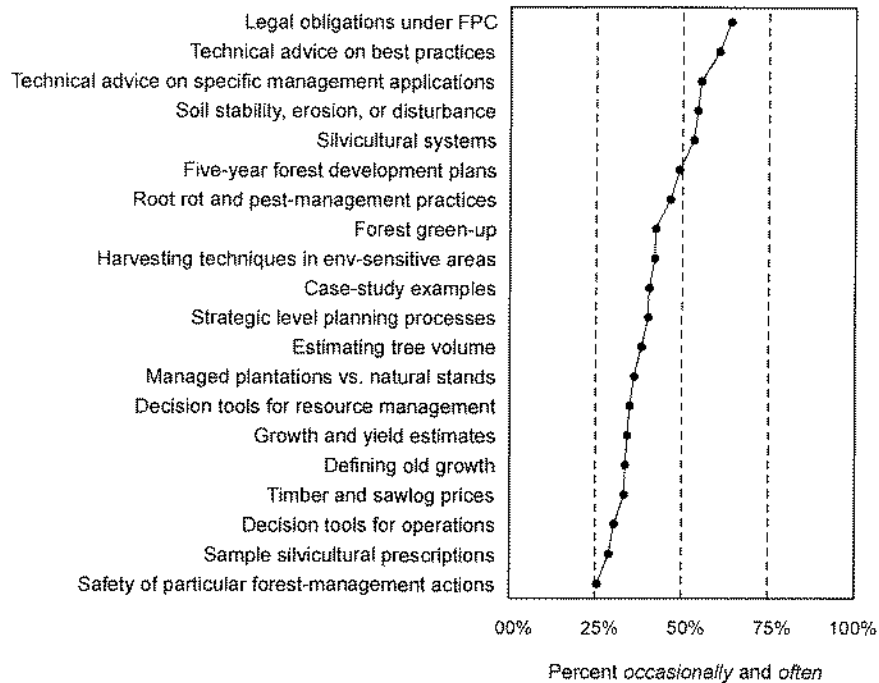 Legal obligations under FPC
Technical advice on best practices
Technical advice on specific management applications
Soil stability, erosion, or disturbance
Silvicultural systems
Five-year forest development plans
Root rot and pest-management practices
Forest green-up
Harvesting techniques in env-sensitive areas
Case-study examples
Strategic level planning processes
Estimating tree volume
Managed plantations vs. natural stands
Decision tools for resource management
Growth and yield estimates
Defining old growth
Timber and sawlog prices
Decision tools for operations
Sample silvicultural prescriptions
Safety of particular forest-management actions
00% 25% 50% 75% 100%
Percent occasionally and often